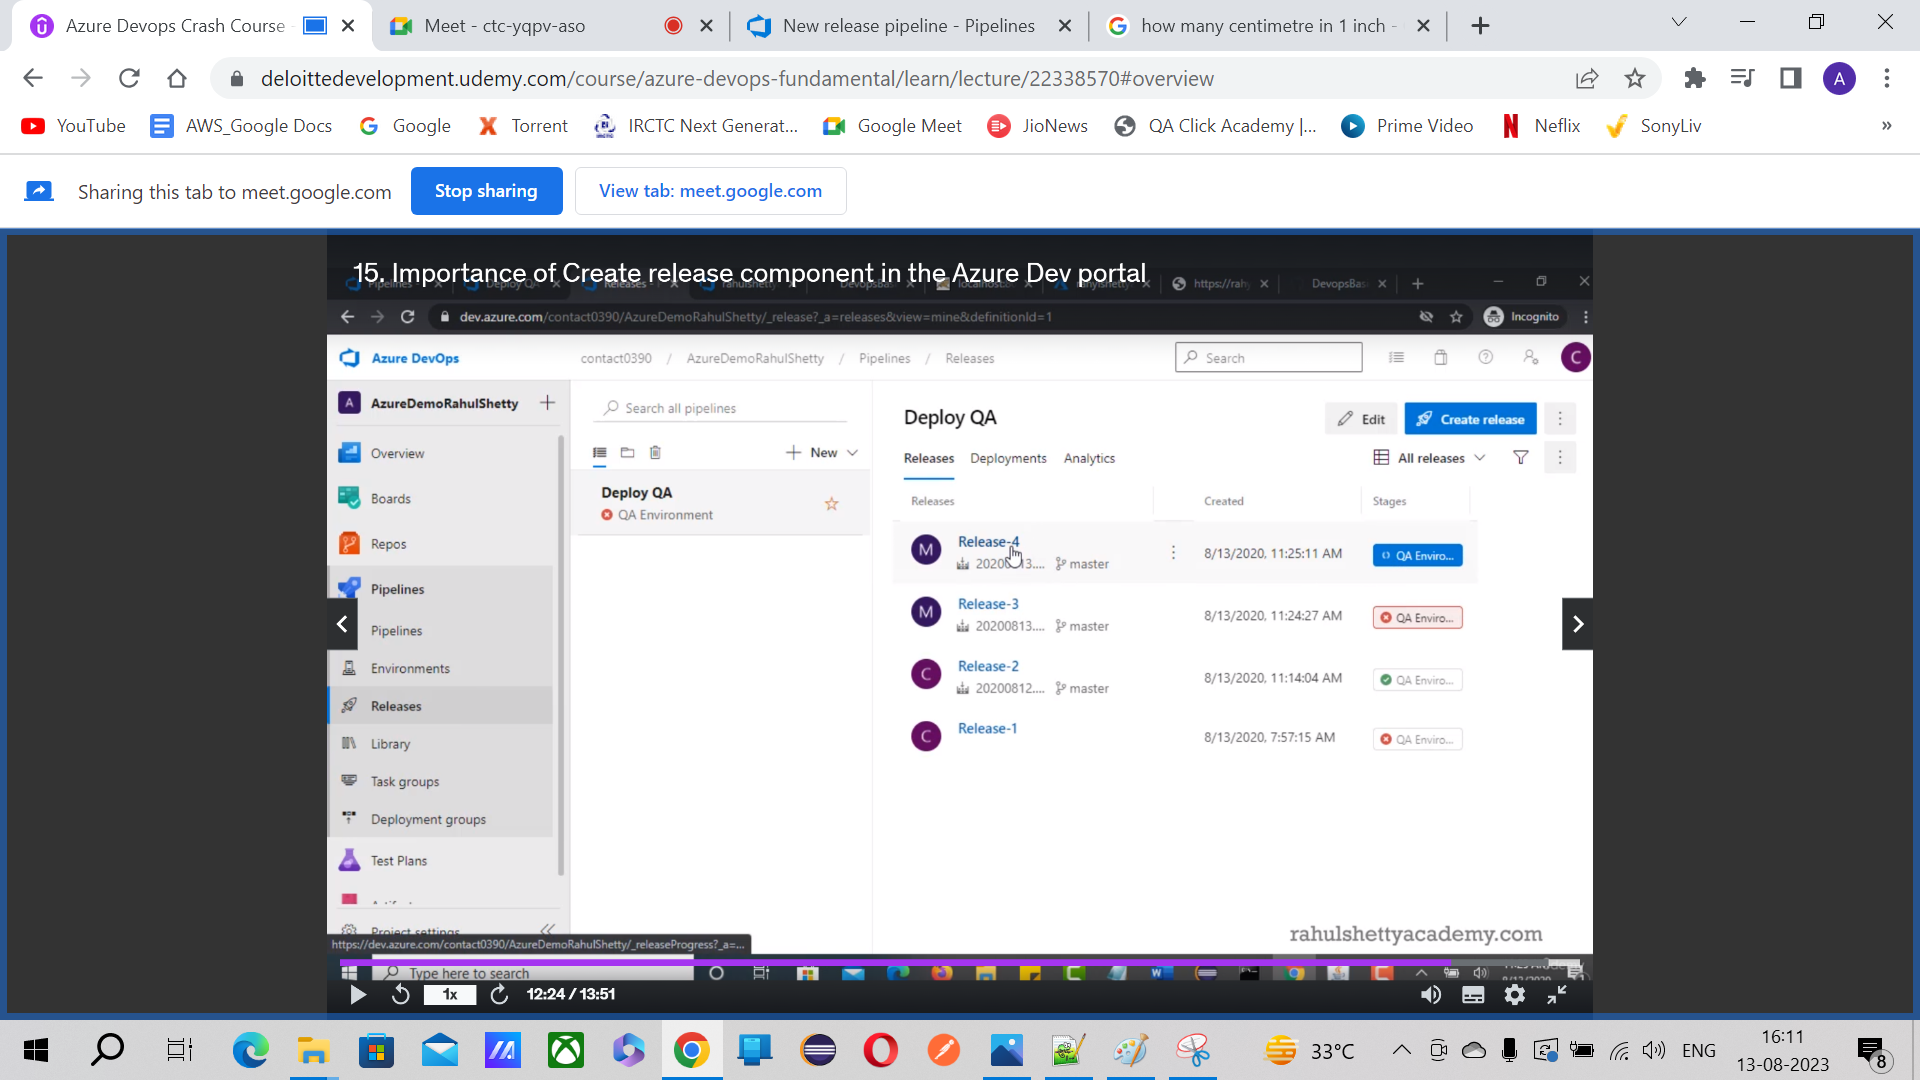 Azure Devops Crash Course
Meet - ctc-yqpv-aso
New release pipeline - Pipelines
how many centimetre in 1 inch -
deloittedevelopment.udemy.com/course/azure-devops-fundamental/learn/lecture/22338570#overview
A
YouTube
AWS_Google Docs
Google
Torrent
IRCTC Next Generat...
Google Meet
JioNews
QA Click Academy |...
Prime Video
Neflix
SonyLiv
»
Sharing this tab to meet.google.com
Stop sharing
View tab: meet.google.com
15. Importance of Create release component in the Azure Dev portal
https://rah
DevopsBas
dev.azure.com/contact0390/AzureDemoRahulShetty/_release?_a=releases&view=mine&definitionId=1
Incognito
Azure DevOps
contact0390 / AzureDemoRahulShetty / Pipelines / Releases
Search
C
A AzureDemoRahulShetty
Overview
Boards
Repos
Pipelines
Pipelines
Environments
Releases
Library
Task groups
Deployment groups
Test Plans
Project settings
Search all pipelines
New
Deploy QA
QA Environment
Deploy QA
Edit
Create release
Releases Deployments Analytics
All releases
Releases Created Stages
M Release-4 8/13/2020, 11:25:11 AM QA Enviro...
master
M Release-3 8/13/2020, 11:24:27 AM QA Enviro...
20200813.... master
C Release-2 8/13/2020, 11:14:04 AM QA Enviro...
20200812.... master
C Release-1 8/13/2020, 7:57:15 AM QA Enviro...
rahulshettyacademy.com
https://dev.azure.com/contact0390/AzureDemoRahulShetty/_releaseProgress?_a=...
Type here to search
1x
12:24 / 13:51
33°C
ENG
16:11
13-08-2023
8